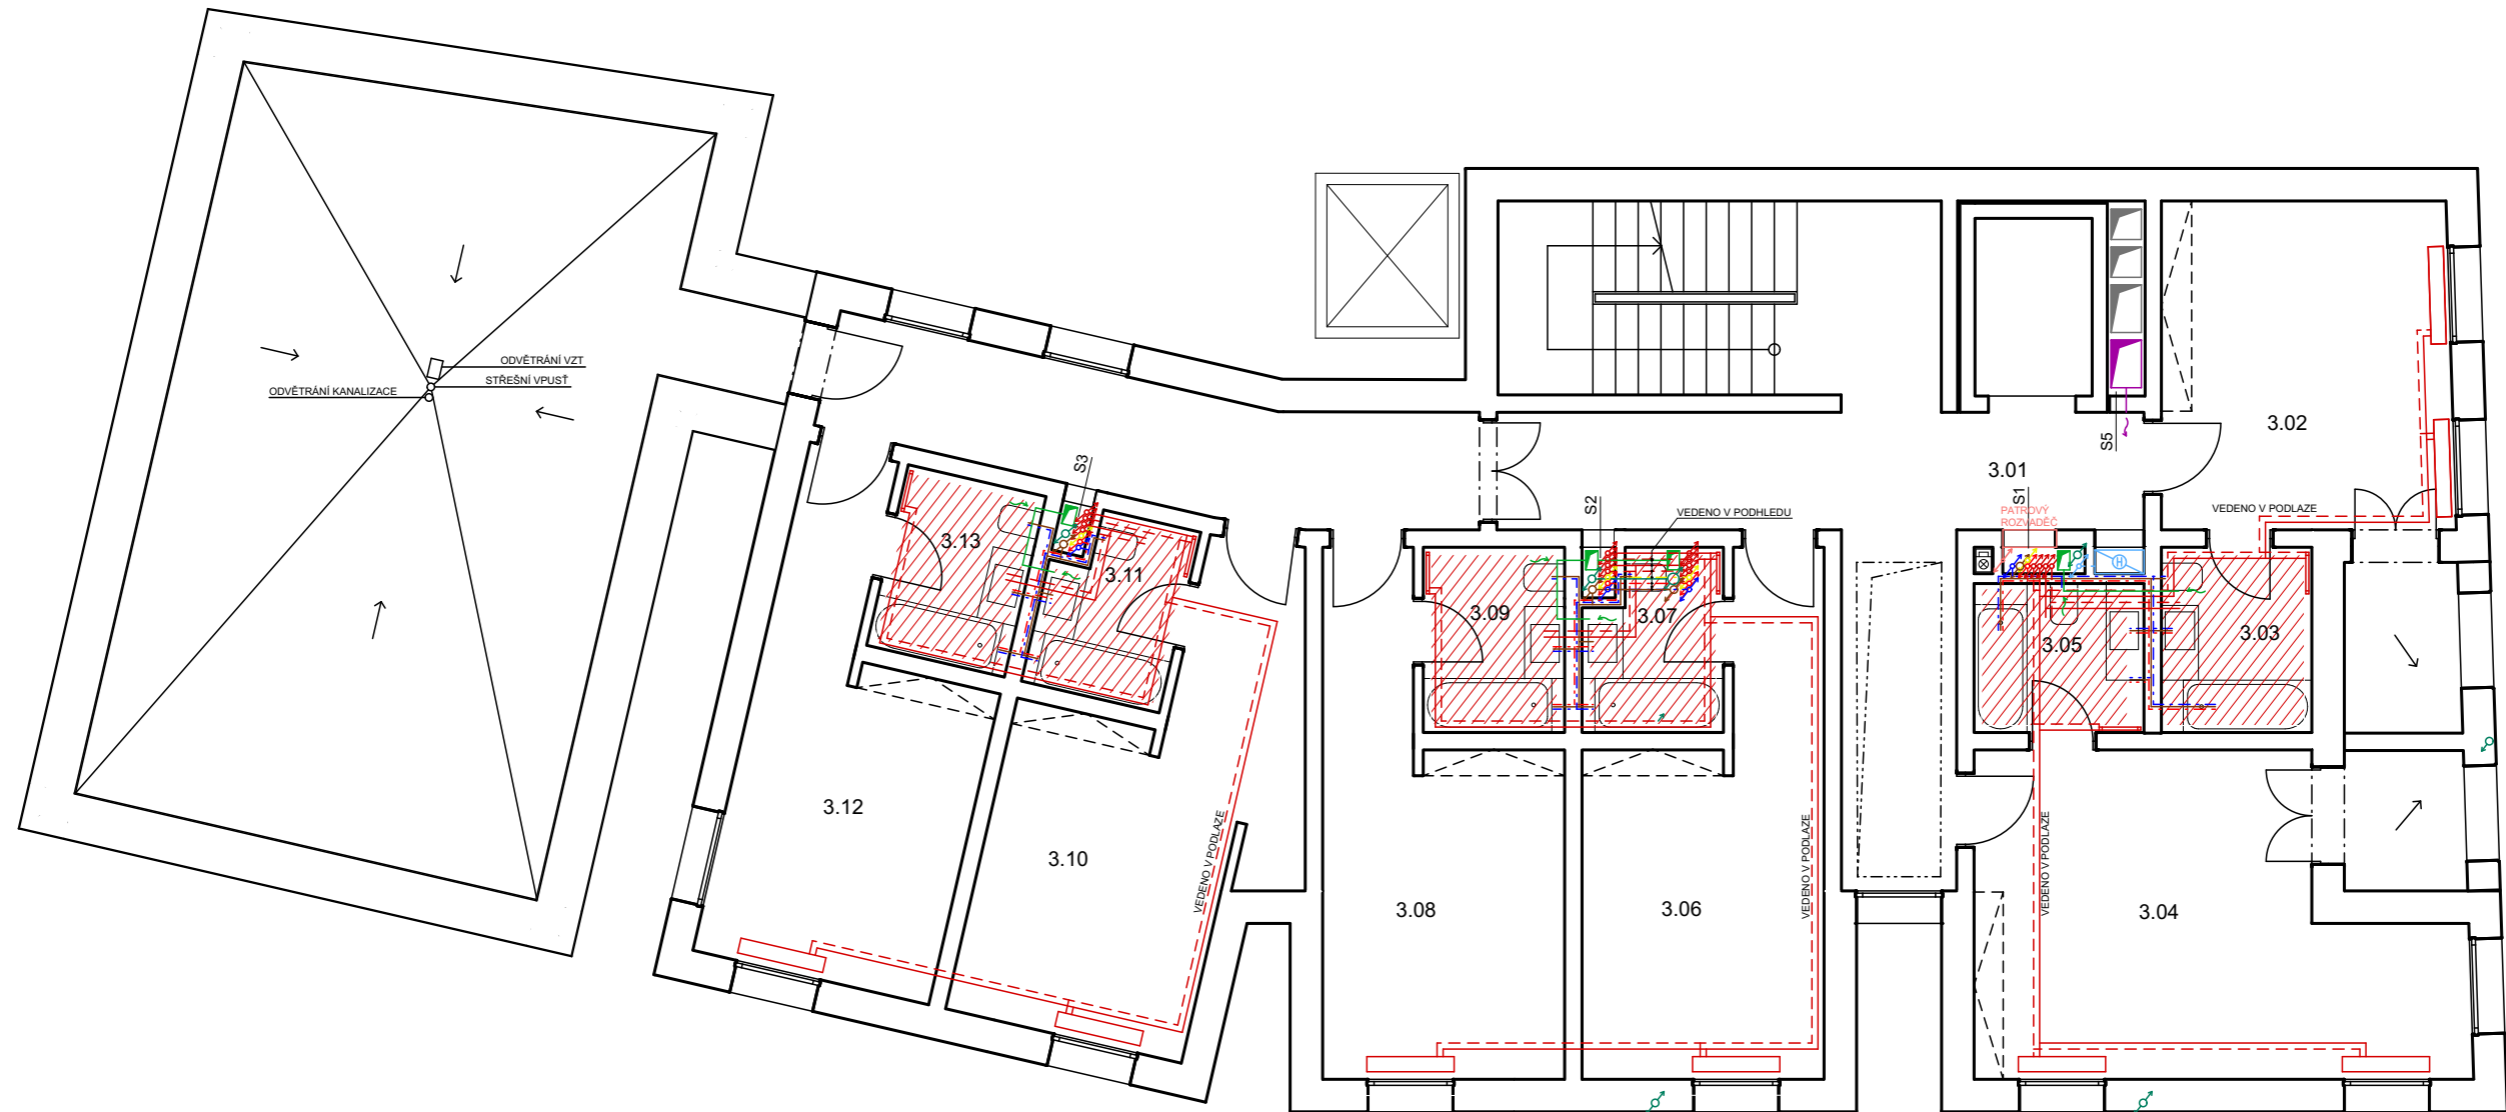 ODVĚTRÁNÍ VZT
STŘEŠNÍ VPUSŤ
ODVĚTRÁNÍ KANALIZACE
3.02
S5
S3
3.01
S1
S2
VEDENO V PODHLEDU
PATROVÝ
ROZVADĚČ
VEDENO V PODLAZE
3.13
3.11
H
3.09
3.07
3.05
3.03
3.12
3.10
VEDENO V PODLAZE
3.08
3.06
VEDENO V PODLAZE
VEDENO V PODLAZE
3.04